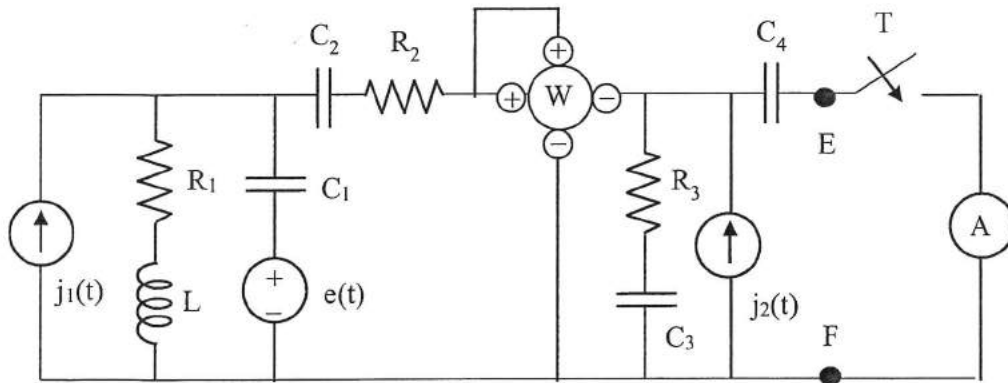 C₂
R₂
+
T
C₄
+
W
−
−
E
R₁
C₁
R₃
A
j₁(t)
L
+
−
e(t)
j₂(t)
C₃
F